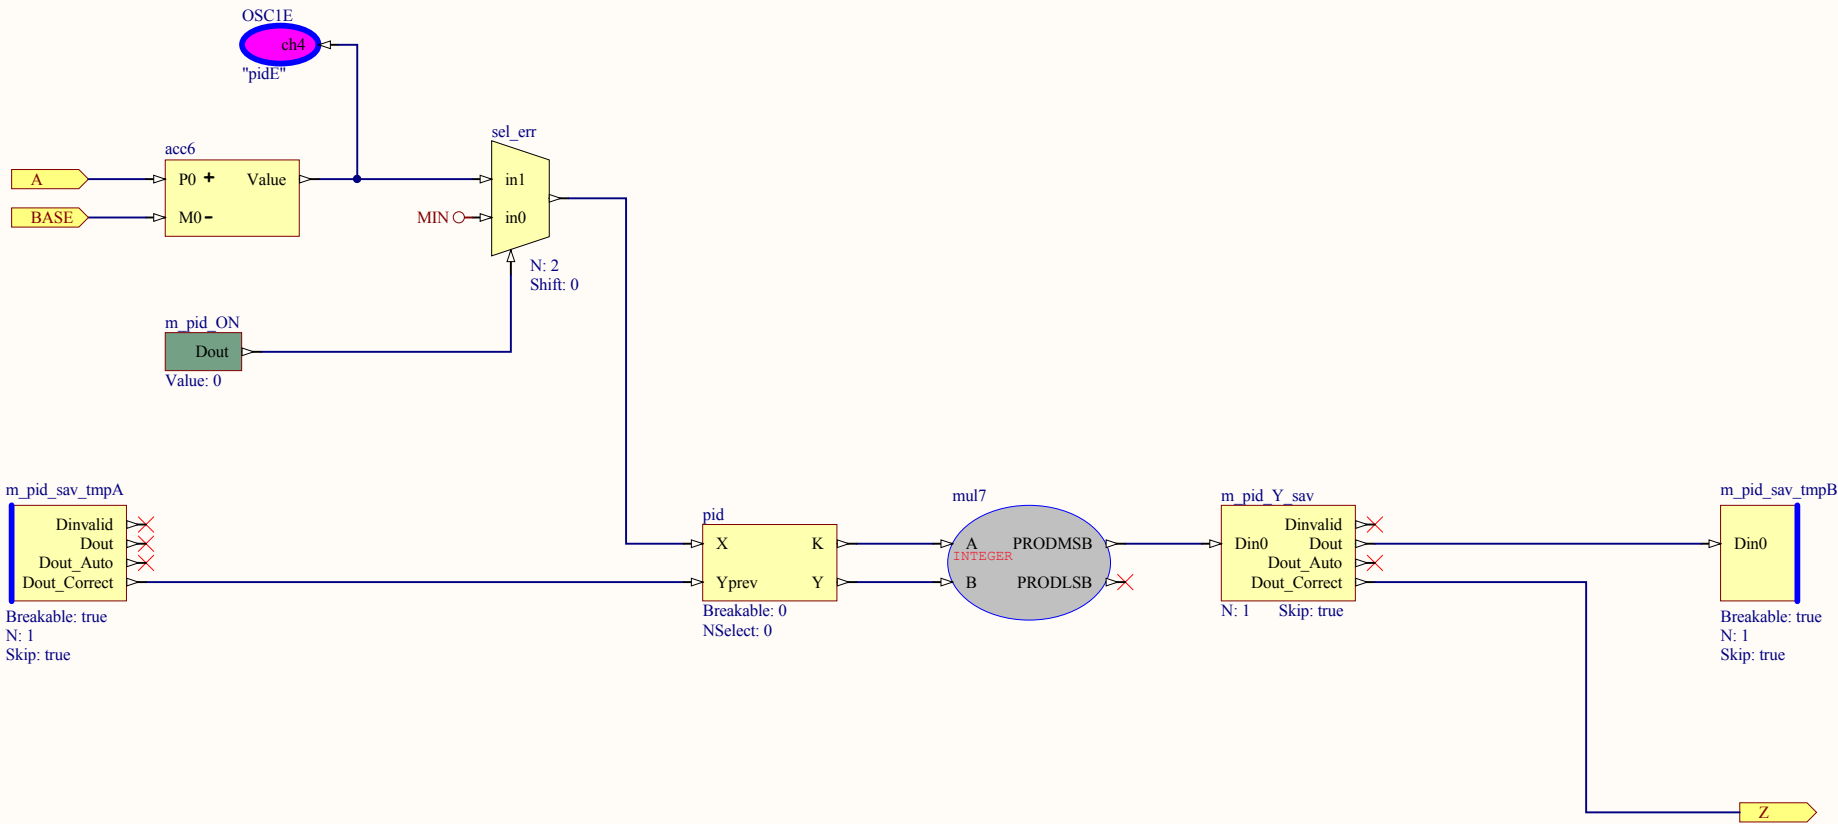 OSC1E
ch4
"pidE"
acc6
A
P0 +
Value
BASE
M0 -
sel_err
in1
MIN
in0
N: 2
Shift: 0
m_pid_ON
Dout
Value: 0
m_pid_sav_tmpA
Dinvalid
Dout
Dout_Auto
Dout_Correct
Breakable: true
N: 1
Skip: true
pid
X K
Yprev Y
Breakable: 0
NSelect: 0
mul7
A PRODMSB
INTEGER
B PRODLSB
m_pid_Y_sav
Dinvalid
Din0 Dout
Dout_Auto
Dout_Correct
N: 1 Skip: true
m_pid_sav_tmpB
Din0
Breakable: true
N: 1
Skip: true
Z